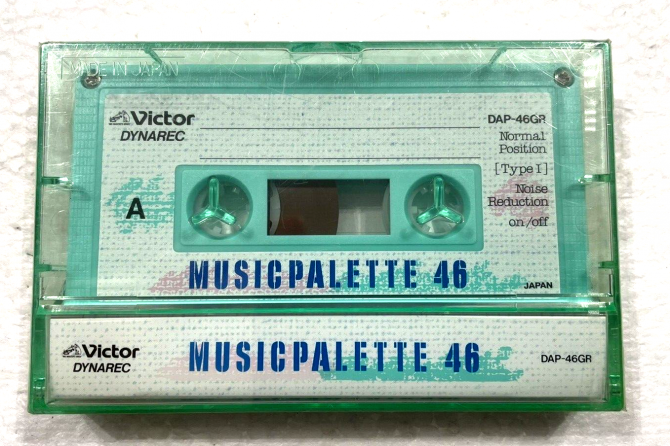 MADE IN JAPAN
Victor
DYNAREC
DAP-46GR
Normal
Position
[Type I]
Noise
Reduction
on/off
A
MUSICPALETTE 46
JAPAN
Victor
DYNAREC
MUSICPALETTE 46
DAP-46GR